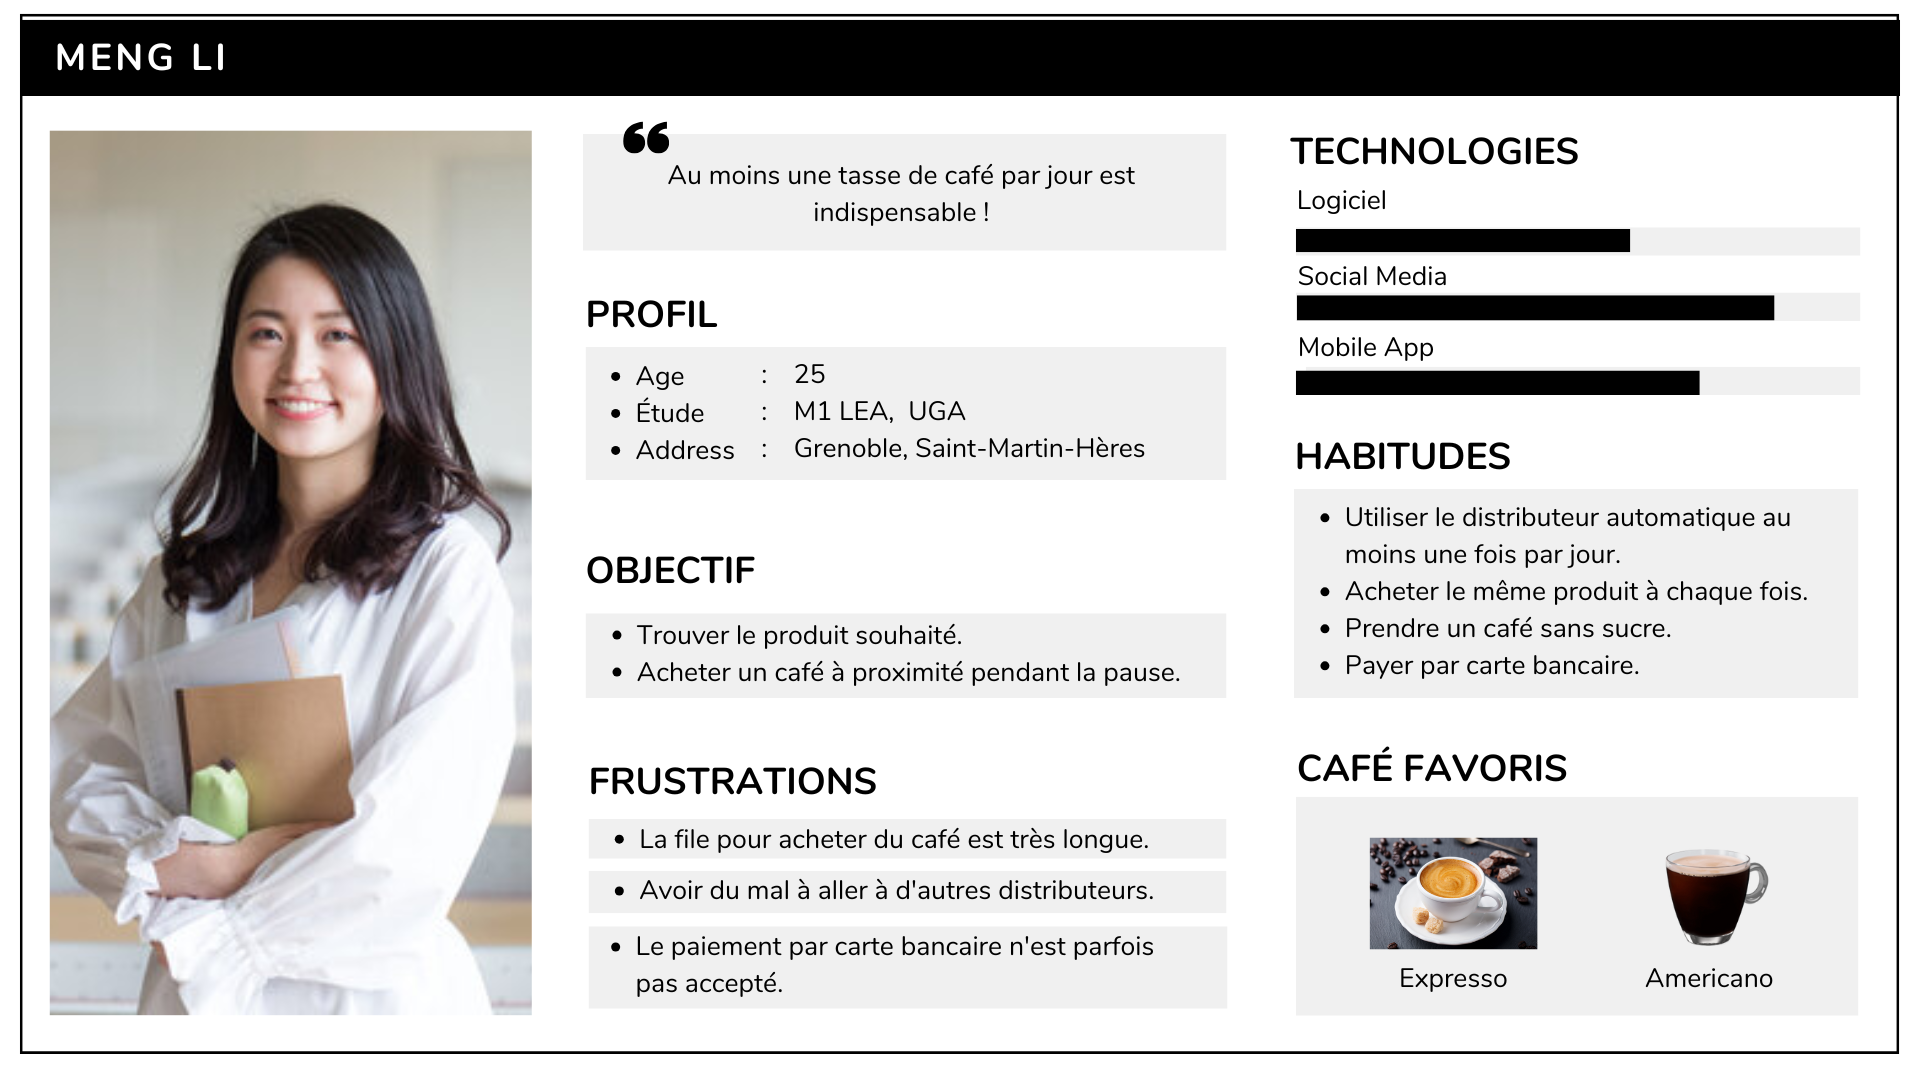 MENG LI
“
Au moins une tasse de café par jour est
indispensable !
PROFIL
• Age : 25
• Étude : M1 LEA,  UGA
• Address : Grenoble, Saint-Martin-Hères
OBJECTIF
• Trouver le produit souhaité.
• Acheter un café à proximité pendant la pause.
FRUSTRATIONS
• La file pour acheter du café est très longue.
• Avoir du mal à aller à d'autres distributeurs.
• Le paiement par carte bancaire n'est parfois
pas accepté.
TECHNOLOGIES
Logiciel
Social Media
Mobile App
HABITUDES
• Utiliser le distributeur automatique au
moins une fois par jour.
• Acheter le même produit à chaque fois.
• Prendre un café sans sucre.
• Payer par carte bancaire.
CAFÉ FAVORIS
Expresso
Americano